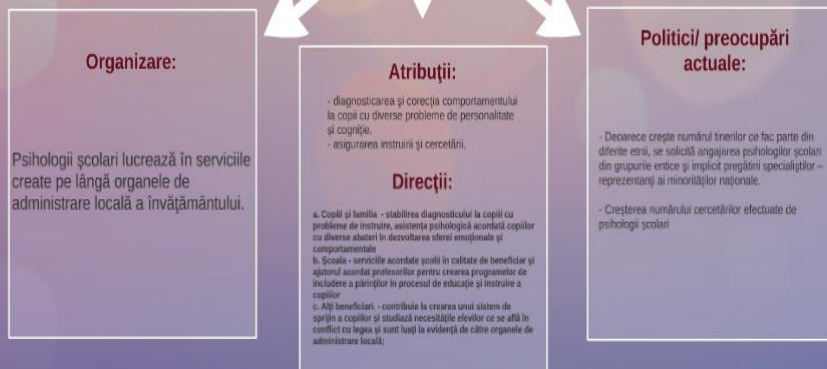 Organizare:
Psihologii școlari lucrează în serviciile
create pe lângă organele de
administrare locală a învățământului.
Atribuții:
- diagnosticarea și corecția comportamentului
la copii cu diverse probleme de personalitate
și cogniție.
- asigurarea instruirii și cercetării.
Direcții:
a. Copiii și familia - stabilirea diagnosticului la copiii cu
probleme de instruire, asistența psihologică acordată copiilor
cu diverse abateri în dezvoltarea sferei emoționale și
comportamentale
b. Școala - serviciile acordate școlii în calitate de beneficiar și
ajutorul acordat profesorilor pentru crearea programelor de
includere a părinților în procesul de educație și instruire a
copiilor
c. Alți beneficiari. - contribuie la crearea unui sistem de
sprijin a copiilor și studiază necesitățile elevilor ce se află în
conflict cu legea și sunt luați la evidență de către organele de
administrare locală;
Politici/ preocupări
actuale:
- Deoarece crește numărul tinerilor ce fac parte din
diferite etnii, se solicită angajarea psihologilor școlari
din grupurile entice și implicit pregătirii specialiștilor –
reprezentanți ai minorităților naționale.
- Creșterea numărului cercetărilor efectuate de
psihologii școlari